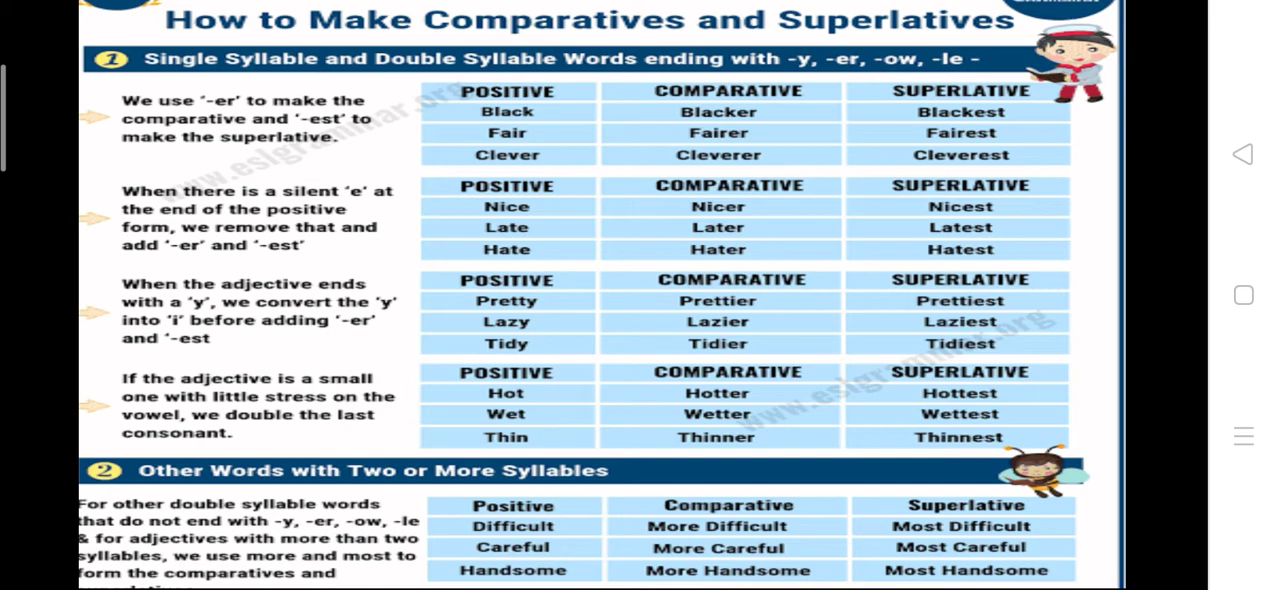 How to Make Comparatives and Superlatives
1 Single Syllable and Double Syllable Words ending with -y, -er, -ow, -le -
We use '-er' to make the
comparative and '-est' to
make the superlative.
POSITIVE COMPARATIVE SUPERLATIVE
Black Blacker Blackest
Fair Fairer Fairest
Clever Cleverer Cleverest
When there is a silent 'e' at
the end of the positive
form, we remove that and
add '-er' and '-est'
POSITIVE COMPARATIVE SUPERLATIVE
Nice Nicer Nicest
Late Later Latest
Hate Hater Hatest
When the adjective ends
with a 'y', we convert the 'y'
into 'i' before adding '-er'
and '-est
POSITIVE COMPARATIVE SUPERLATIVE
Pretty Prettier Prettiest
Lazy Lazier Laziest
Tidy Tidier Tidiest
If the adjective is a small
one with little stress on the
vowel, we double the last
consonant.
POSITIVE COMPARATIVE SUPERLATIVE
Hot Hotter Hottest
Wet Wetter Wettest
Thin Thinner Thinnest
www.eslgrammar.org
www.eslgrammar.org
2 Other Words with Two or More Syllables
For other double syllable words
that do not end with -y, -er, -ow, -le
& for adjectives with more than two
syllables, we use more and most to
form the comparatives and
Positive Comparative Superlative
Difficult More Difficult Most Difficult
Careful More Careful Most Careful
Handsome More Handsome Most Handsome